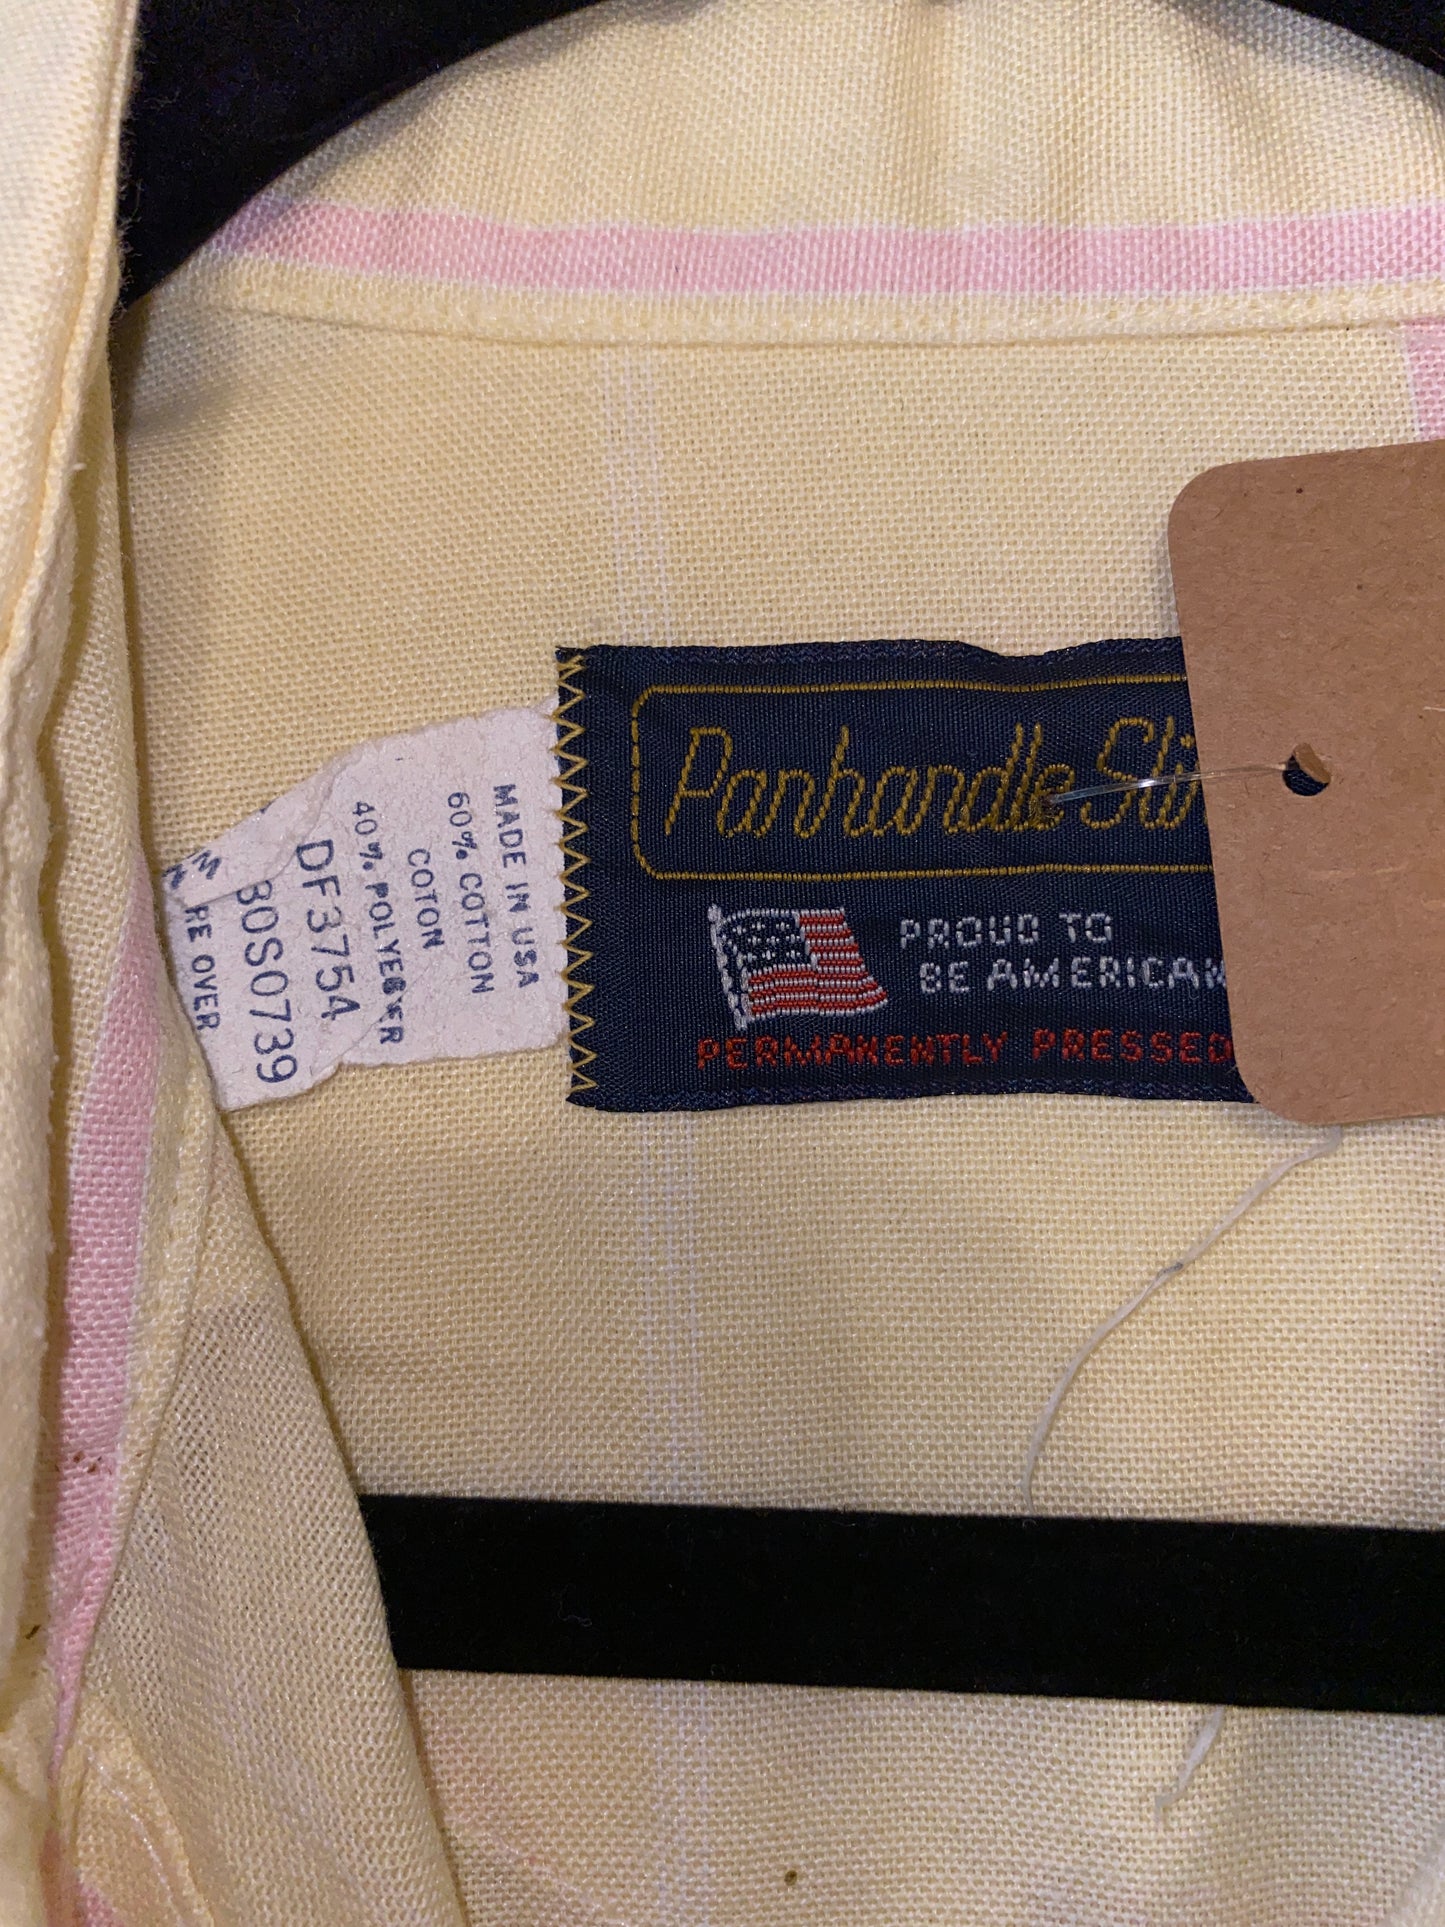 Panhandle Sli
PROUD TO
BE AMERICAN
PERMANENTLY PRESSED
MADE IN USA
60% COTTON
COTON
40% POLYESTER
DF3754
80S0739
RE OVER